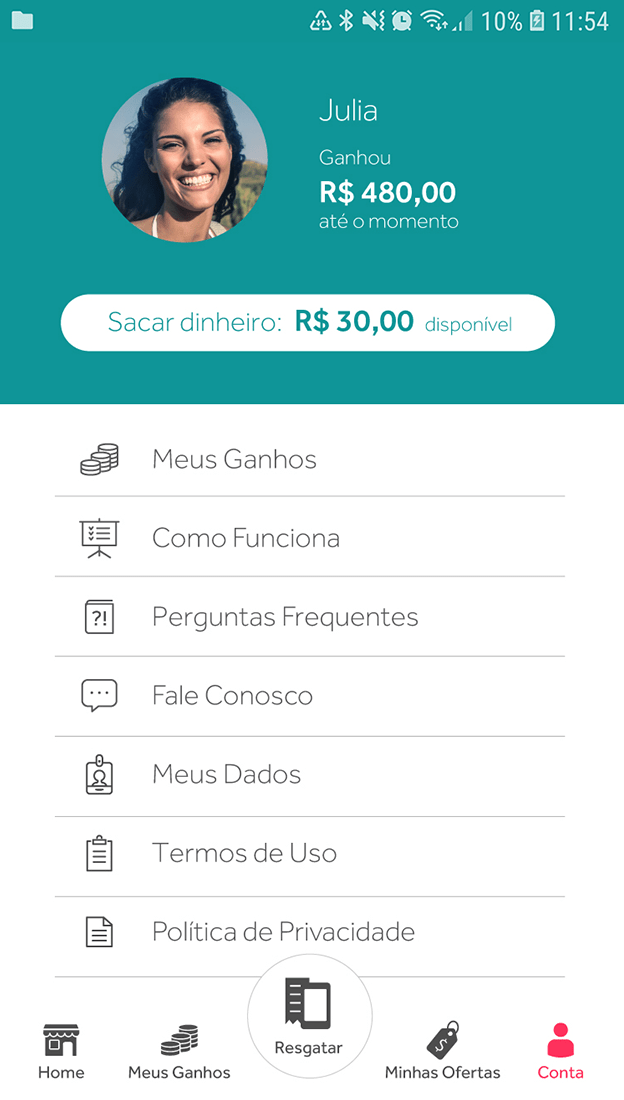 10% 11:54
Julia
Ganhou
R$ 480,00
até o momento
Sacar dinheiro: R$ 30,00 disponível
Meus Ganhos
Como Funciona
?!
Perguntas Frequentes
Fale Conosco
Meus Dados
Termos de Uso
Política de Privacidade
Home
Meus Ganhos
Resgatar
$
Minhas Ofertas
Conta